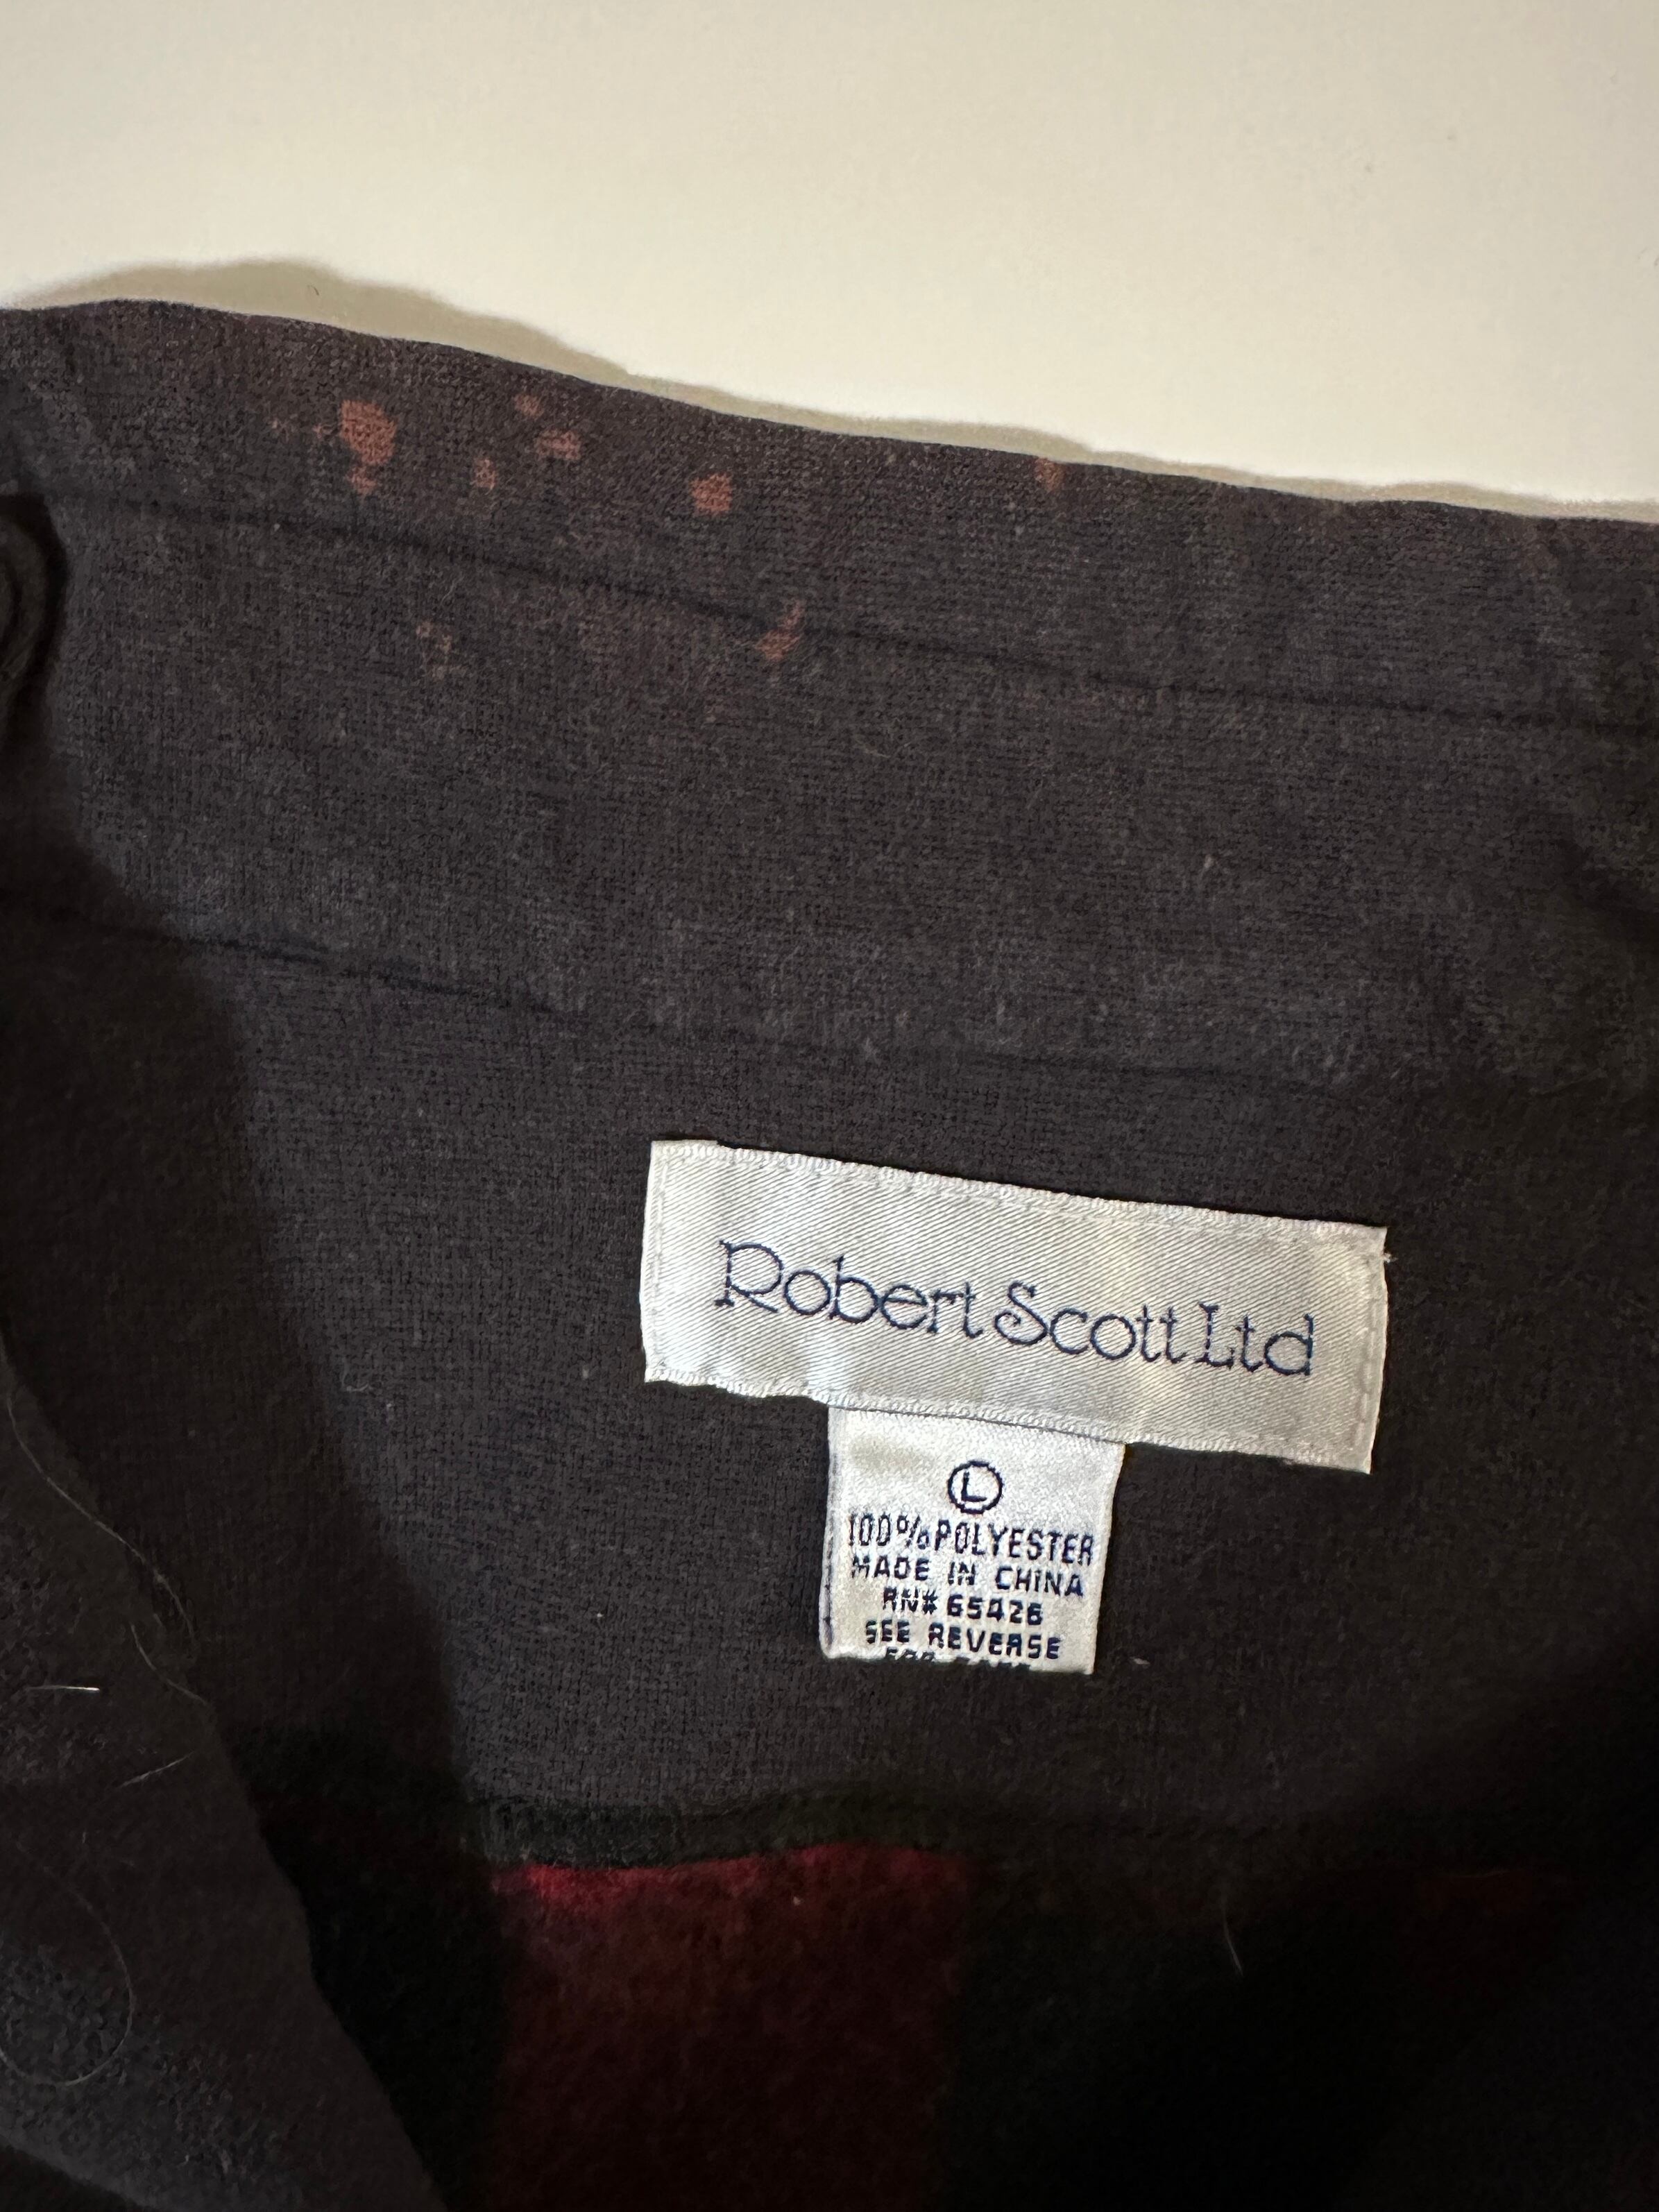 Robert Scott Ltd
L
100% POLYESTER
MADE IN CHINA
RN# 65426
SEE REVERSE